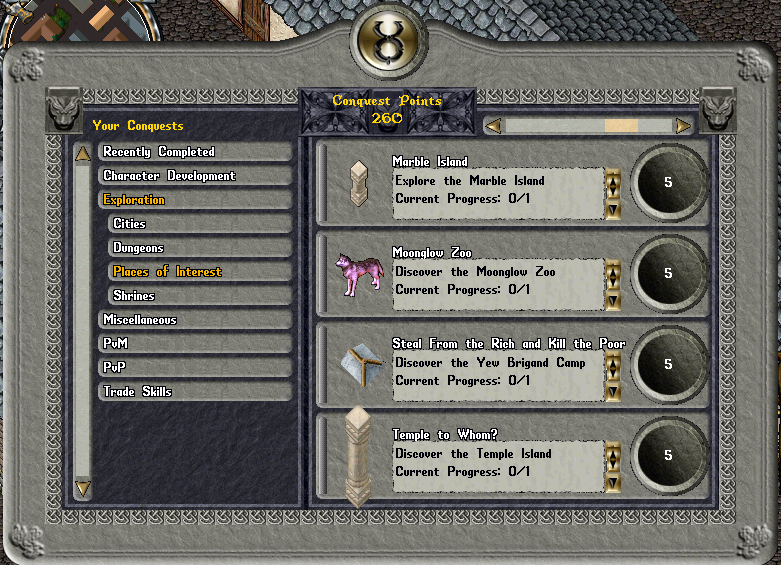 Conquest Points
260
Your Conquests
Recently Completed
Character Development
Exploration
Cities
Dungeons
Places of Interest
Shrines
Miscellaneous
PvM
PvP
Trade Skills
Marble Island
Explore the Marble Island
Current Progress: 0/1
5
Moonglow Zoo
Discover the Moonglow Zoo
Current Progress: 0/1
5
Steal From the Rich and Kill the Poor
Discover the Yew Brigand Camp
Current Progress: 0/1
5
Temple to Whom?
Discover the Temple Island
Current Progress: 0/1
5